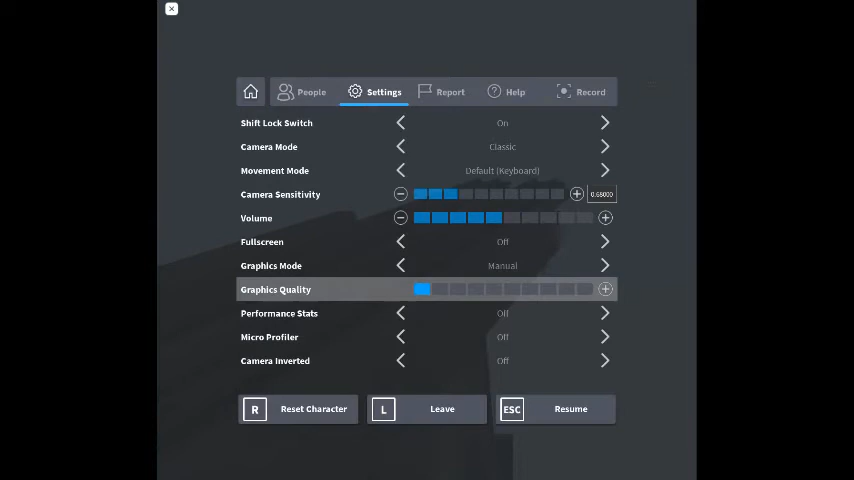 People Settings Report Help Record
Shift Lock Switch On
Camera Mode Classic
Movement Mode Default (Keyboard)
Camera Sensitivity 0.68000
Volume
Fullscreen Off
Graphics Mode Manual
Graphics Quality
Performance Stats Off
Micro Profiler Off
Camera Inverted Off
R Reset Character L Leave ESC Resume